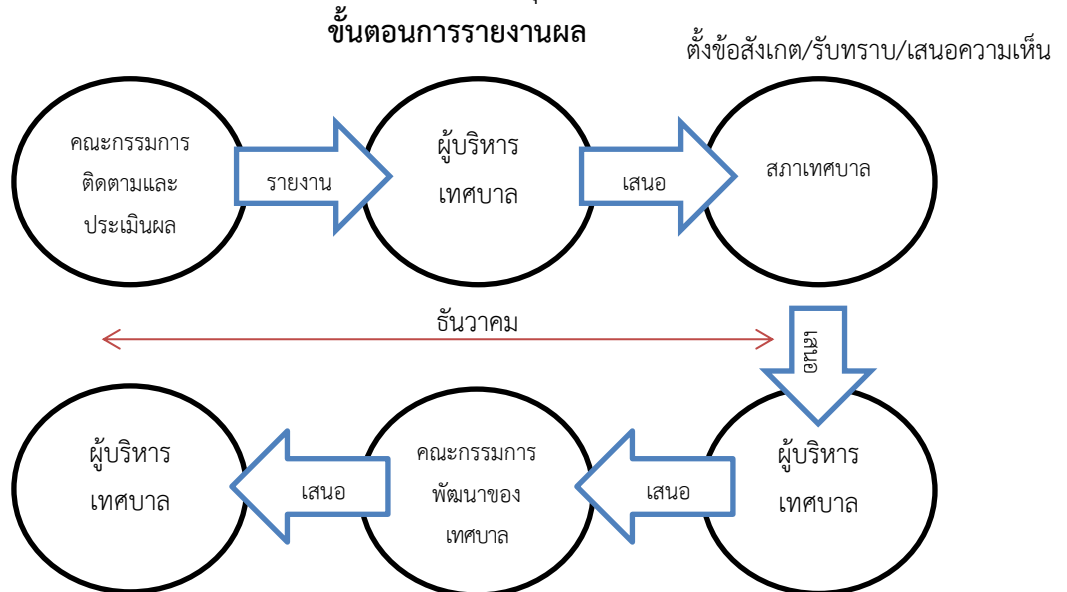 ขั้นตอนการรายงานผล
ตั้งข้อสังเกต/รับทราบ/เสนอความเห็น
คณะกรรมการ
ติดตามและ
ประเมินผล
รายงาน
ผู้บริหาร
เทศบาล
เสนอ
สภาเทศบาล
ธันวาคม
เสนอ
ผู้บริหาร
เทศบาล
เสนอ
คณะกรรมการ
พัฒนาของ
เทศบาล
เสนอ
ผู้บริหาร
เทศบาล